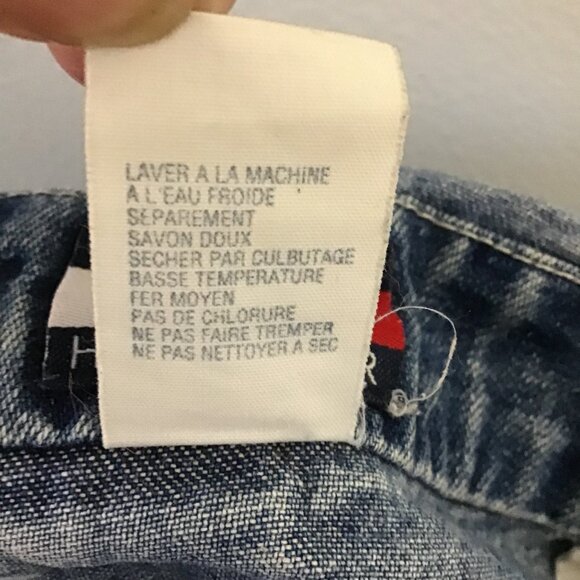 LAVER A LA MACHINE
A L'EAU FROIDE
SEPAREMENT
SAVON DOUX
SECHER PAR CULBUTAGE
BASSE TEMPERATURE
FER MOYEN
PAS DE CHLORURE
NE PAS FAIRE TREMPER
NE PAS NETTOYER A SEC
H R